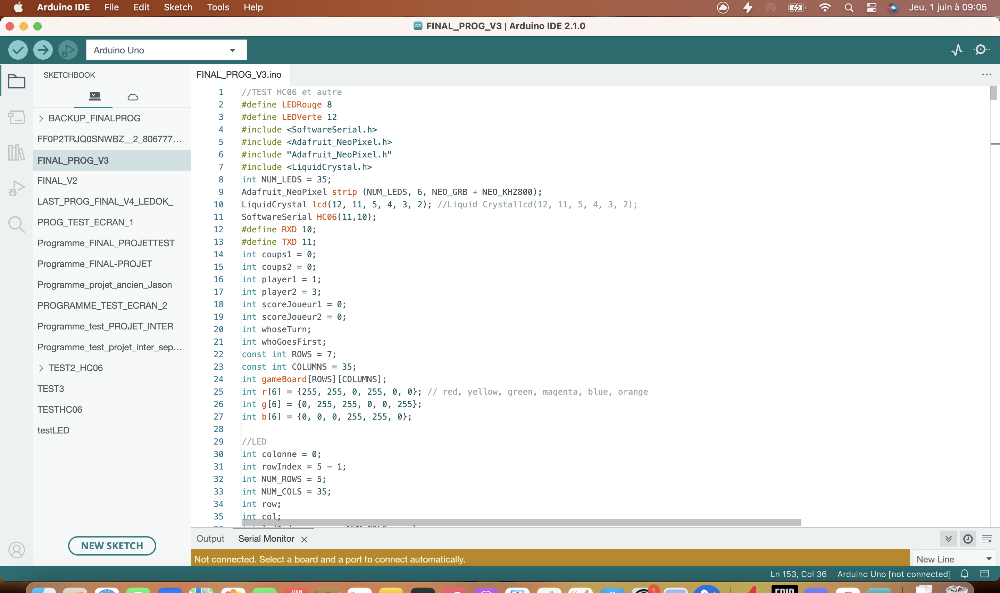 Arduino IDE File Edit Sketch Tools Help Jeu. 1 juin à 09:05
FINAL_PROG_V3 | Arduino IDE 2.1.0
Arduino Uno
SKETCHBOOK
BACKUP_FINALPROG
FF0P2TRJQ0SNWBZ__2_806777...
FINAL_PROG_V3
FINAL_V2
LAST_PROG_FINAL_V4_LEDOK_
PROG_TEST_ECRAN_1
Programme_FINAL_PROJETTEST
Programme_FINAL-PROJET
Programme_projet_ancien_Jason
PROGRAMME_TEST_ECRAN_2
Programme_test_PROJET_INTER
Programme_test_projet_inter_sep...
TEST2_HC06
TEST3
TESTHC06
testLED
NEW SKETCH
FINAL_PROG_V3.ino
1 //TEST HC06 et autre
2 #define LEDRouge 8
3 #define LEDVerte 12
4 #include <SoftwareSerial.h>
5 #include <Adafruit_NeoPixel.h>
6 #include "Adafruit_NeoPixel.h"
7 #include <LiquidCrystal.h>
8 int NUM_LEDS = 35;
9 Adafruit_NeoPixel strip (NUM_LEDS, 6, NEO_GRB + NEO_KHZ800);
10 LiquidCrystal lcd(12, 11, 5, 4, 3, 2); //Liquid Crystallcd(12, 11, 5, 4, 3, 2);
11 SoftwareSerial HC06(11,10);
12 #define RXD 10;
13 #define TXD 11;
14 int coups1 = 0;
15 int coups2 = 0;
16 int player1 = 1;
17 int player2 = 3;
18 int scoreJoueur1 = 0;
19 int scoreJoueur2 = 0;
20 int whoseTurn;
21 int whoGoesFirst;
22 const int ROWS = 7;
23 const int COLUMNS = 35;
24 int gameBoard[ROWS][COLUMNS];
25 int r[6] = {255, 255, 0, 255, 0, 0}; // red, yellow, green, magenta, blue, orange
26 int g[6] = {0, 255, 255, 0, 0, 255};
27 int b[6] = {0, 0, 0, 255, 255, 0};
28
29 //LED
30 int colonne = 0;
31 int rowIndex = 5 - 1;
32 int NUM_ROWS = 5;
33 int NUM_COLS = 35;
34 int row;
35 int col;
Output Serial Monitor
Not connected. Select a board and a port to connect automatically.
New Line
Ln 153, Col 36 Arduino Uno [not connected]
JUIN
1
EPIC